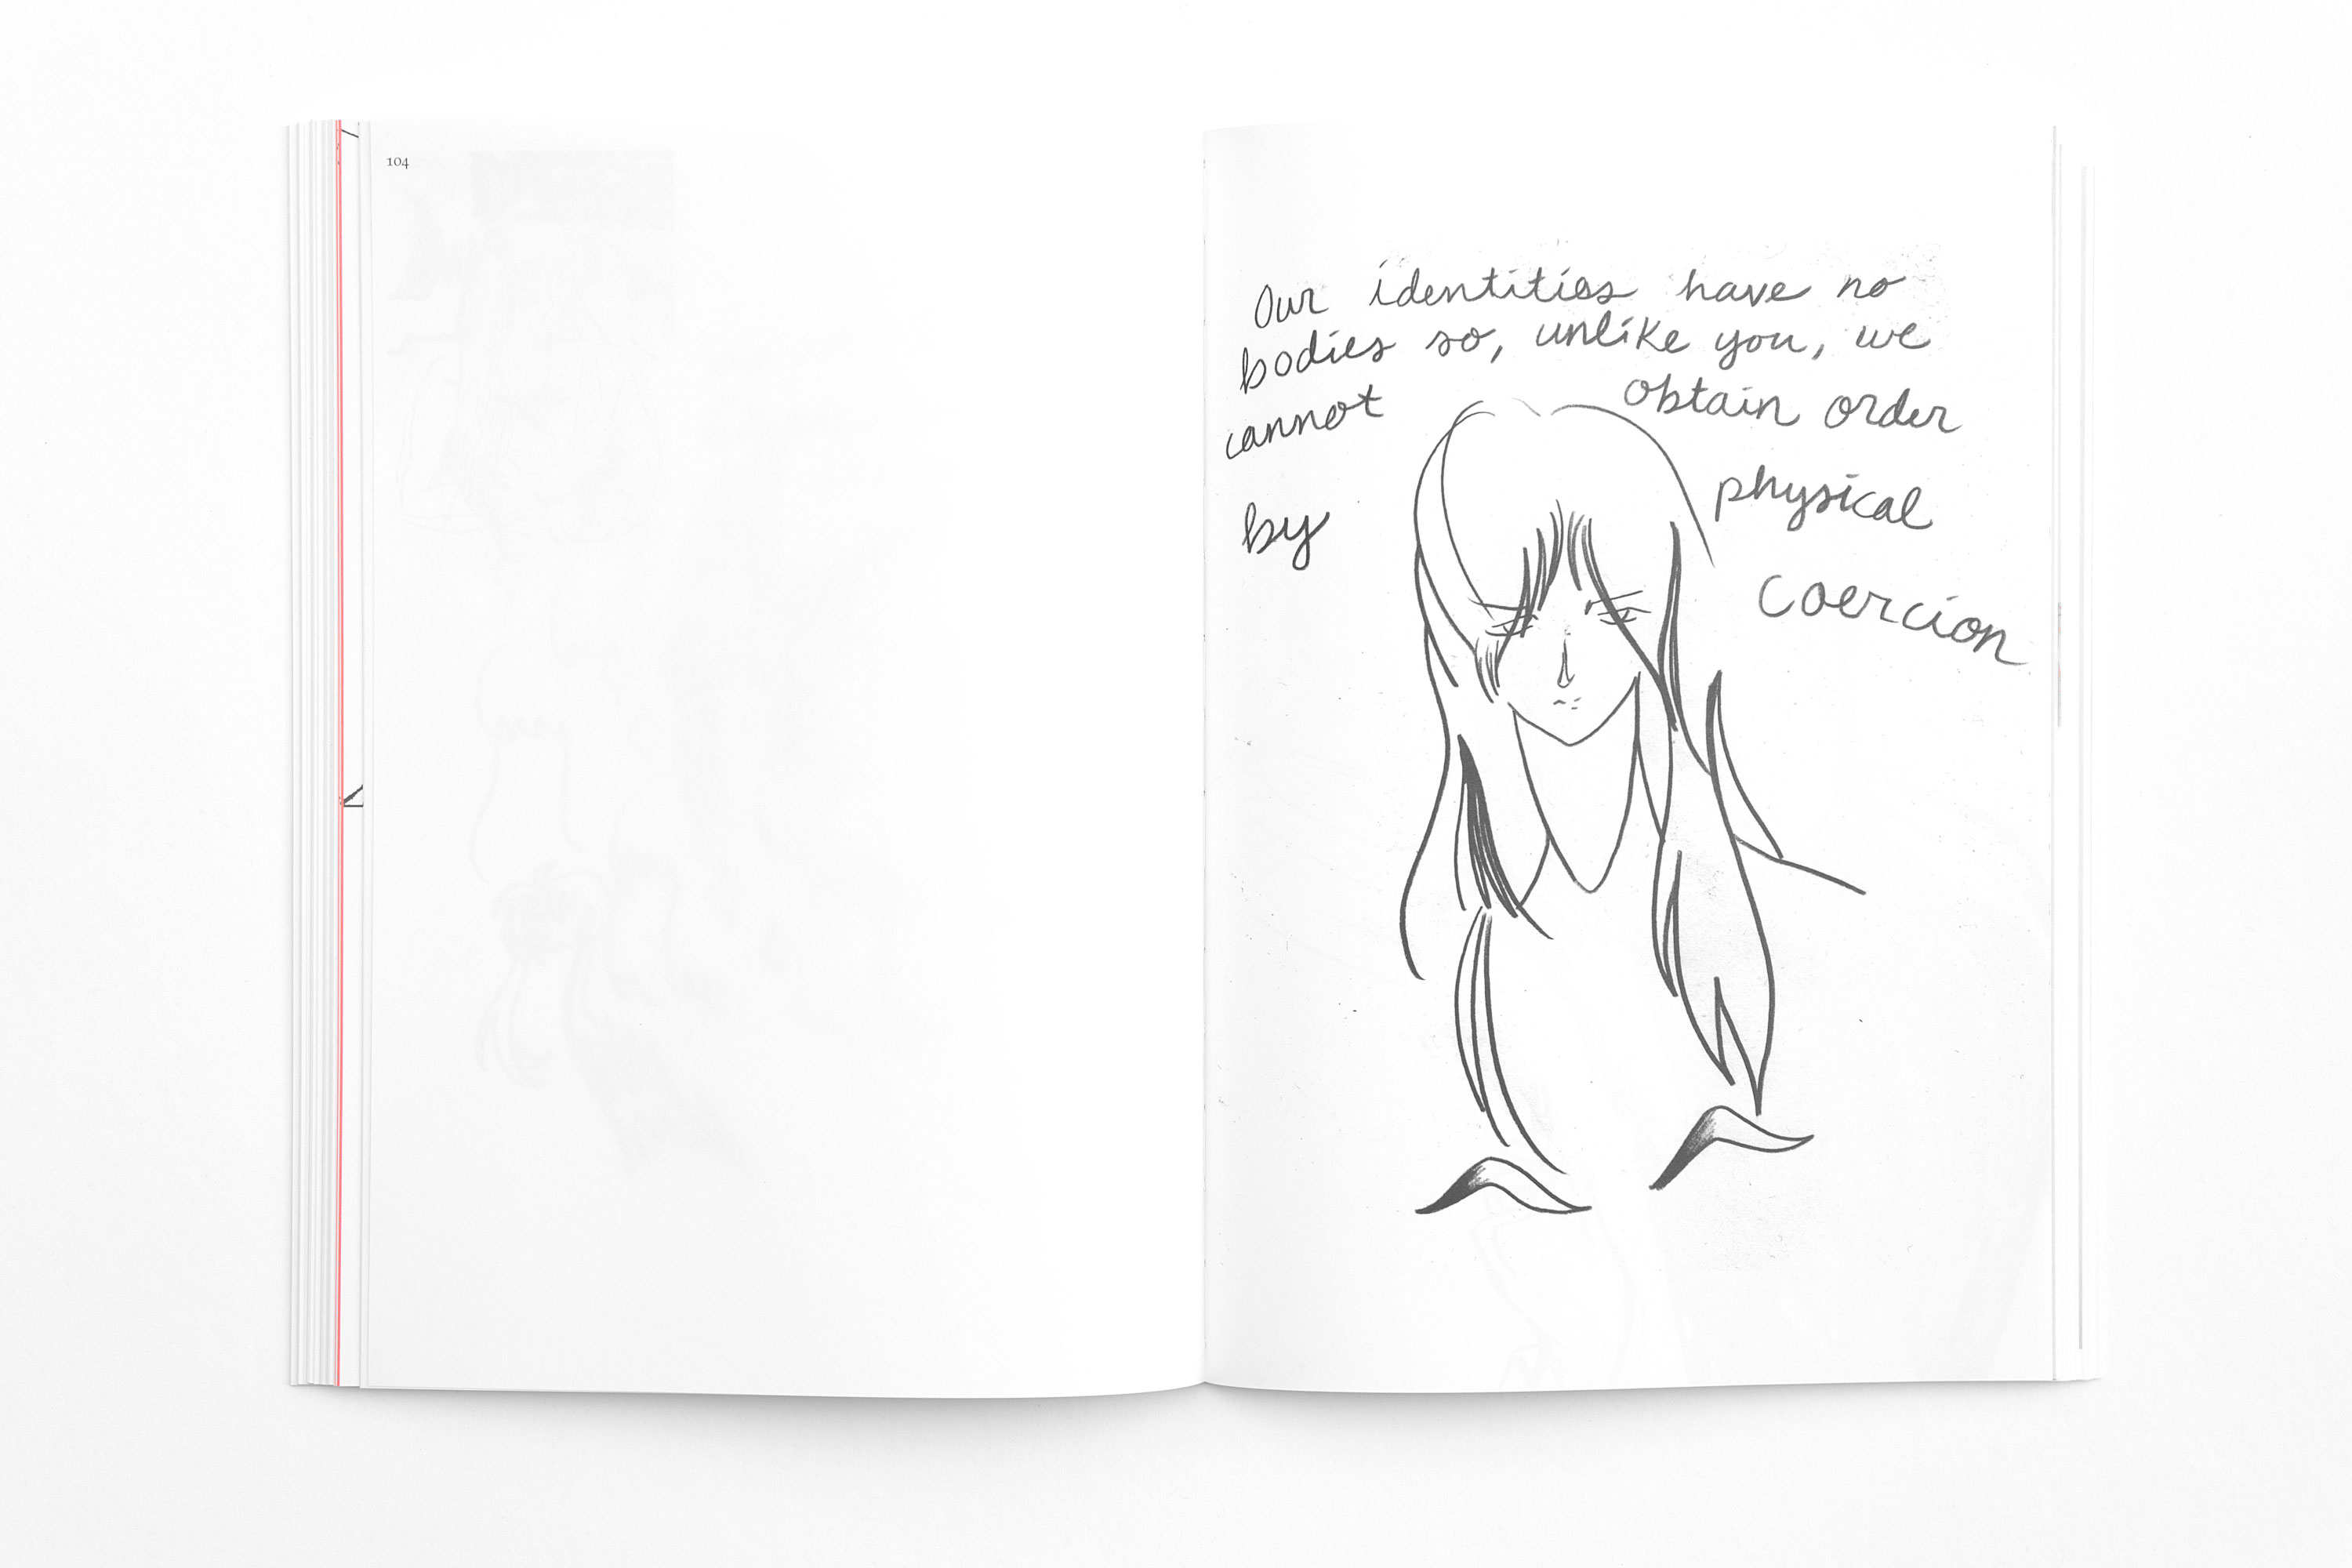 104
Our identities have no
bodies so, unlike you, we
cannot obtain order
by physical
coercion